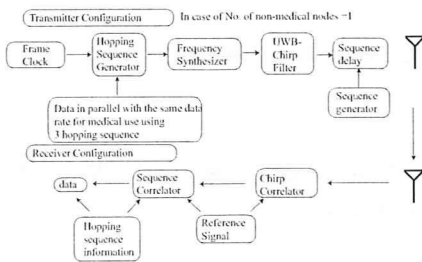 Transmitter Configuration
In case of No. of non-medical nodes =1
Frame
Clock
Hopping
Sequence
Generator
Frequency
Synthesizer
UWB-
Chirp
Filter
Sequence
delay
Sequence
generator
Data in parallel with the same data
rate for medical use using
3 hopping sequence
Receiver Configuration
data
Sequence
Correlator
Chirp
Correlator
Hopping
sequence
information
Reference
Signal